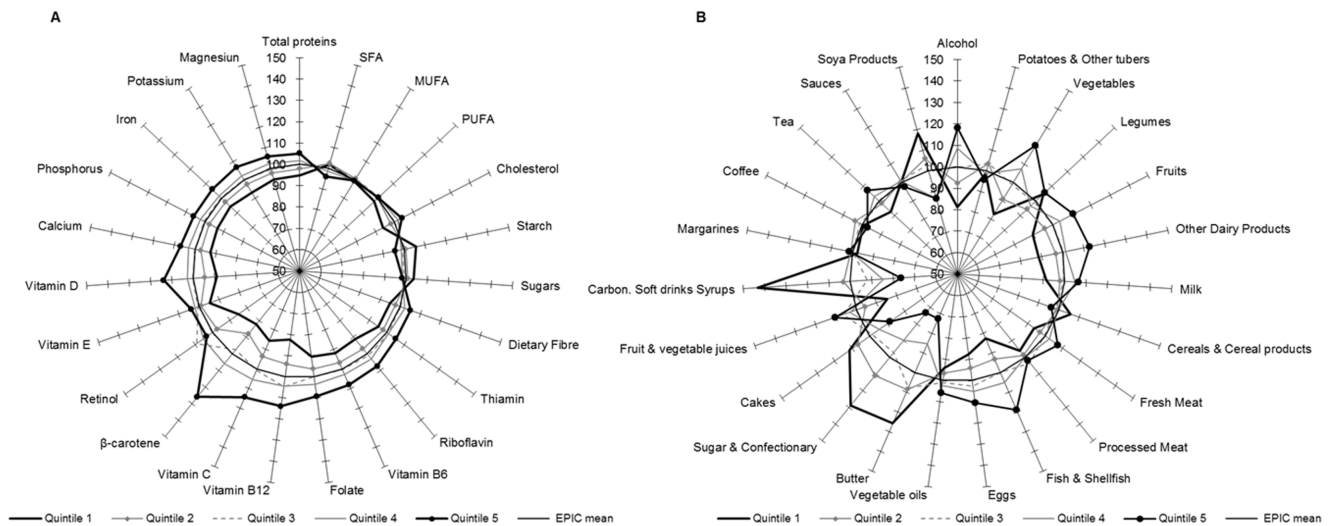 A
B
Total proteins
SFA
MUFA
PUFA
Cholesterol
Starch
Sugars
Dietary Fibre
Thiamin
Riboflavin
Vitamin B6
Folate
Vitamin B12
Vitamin C
β-carotene
Retinol
Vitamin E
Vitamin D
Calcium
Phosphorus
Iron
Potassium
Magnesiun
150
140
130
120
110
100
90
80
70
60
50
Quintile 1 Quintile 2 Quintile 3 Quintile 4 Quintile 5 EPIC mean
Alcohol
Potatoes & Other tubers
Vegetables
Legumes
Fruits
Other Dairy Products
Milk
Cereals & Cereal products
Fresh Meat
Processed Meat
Fish & Shellfish
Eggs
Vegetable oils
Butter
Sugar & Confectionary
Cakes
Fruit & vegetable juices
Carbon. Soft drinks Syrups
Margarines
Coffee
Tea
Sauces
Soya Products
150
140
130
120
110
100
90
80
70
60
50
Quintile 1 Quintile 2 Quintile 3 Quintile 4 Quintile 5 EPIC mean